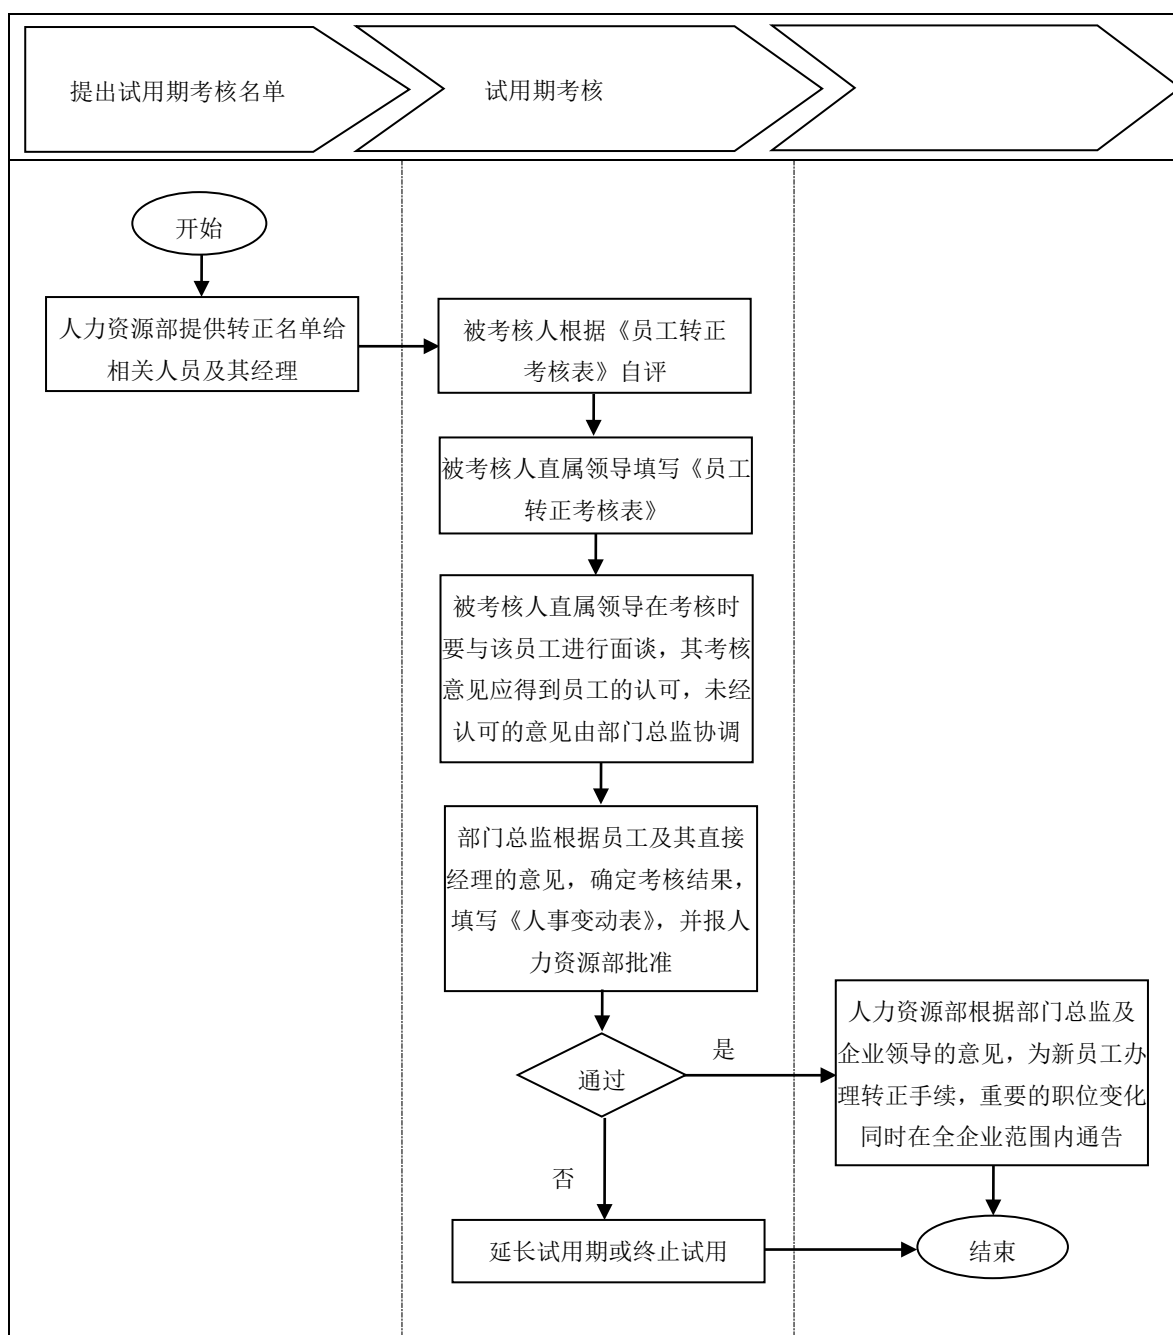 提出试用期考核名单
试用期考核
开始
人力资源部提供转正名单给
相关人员及其经理
被考核人根据《员工转正
考核表》自评
被考核人直属领导填写《员工
转正考核表》
被考核人直属领导在考核时
要与该员工进行面谈，其考核
意见应得到员工的认可，未经
认可的意见由部门总监协调
部门总监根据员工及其直接
经理的意见，确定考核结果，
填写《人事变动表》，并报人
力资源部批准
通过
是
人力资源部根据部门总监及
企业领导的意见，为新员工办
理转正手续，重要的职位变化
同时在全企业范围内通告
否
延长试用期或终止试用
结束